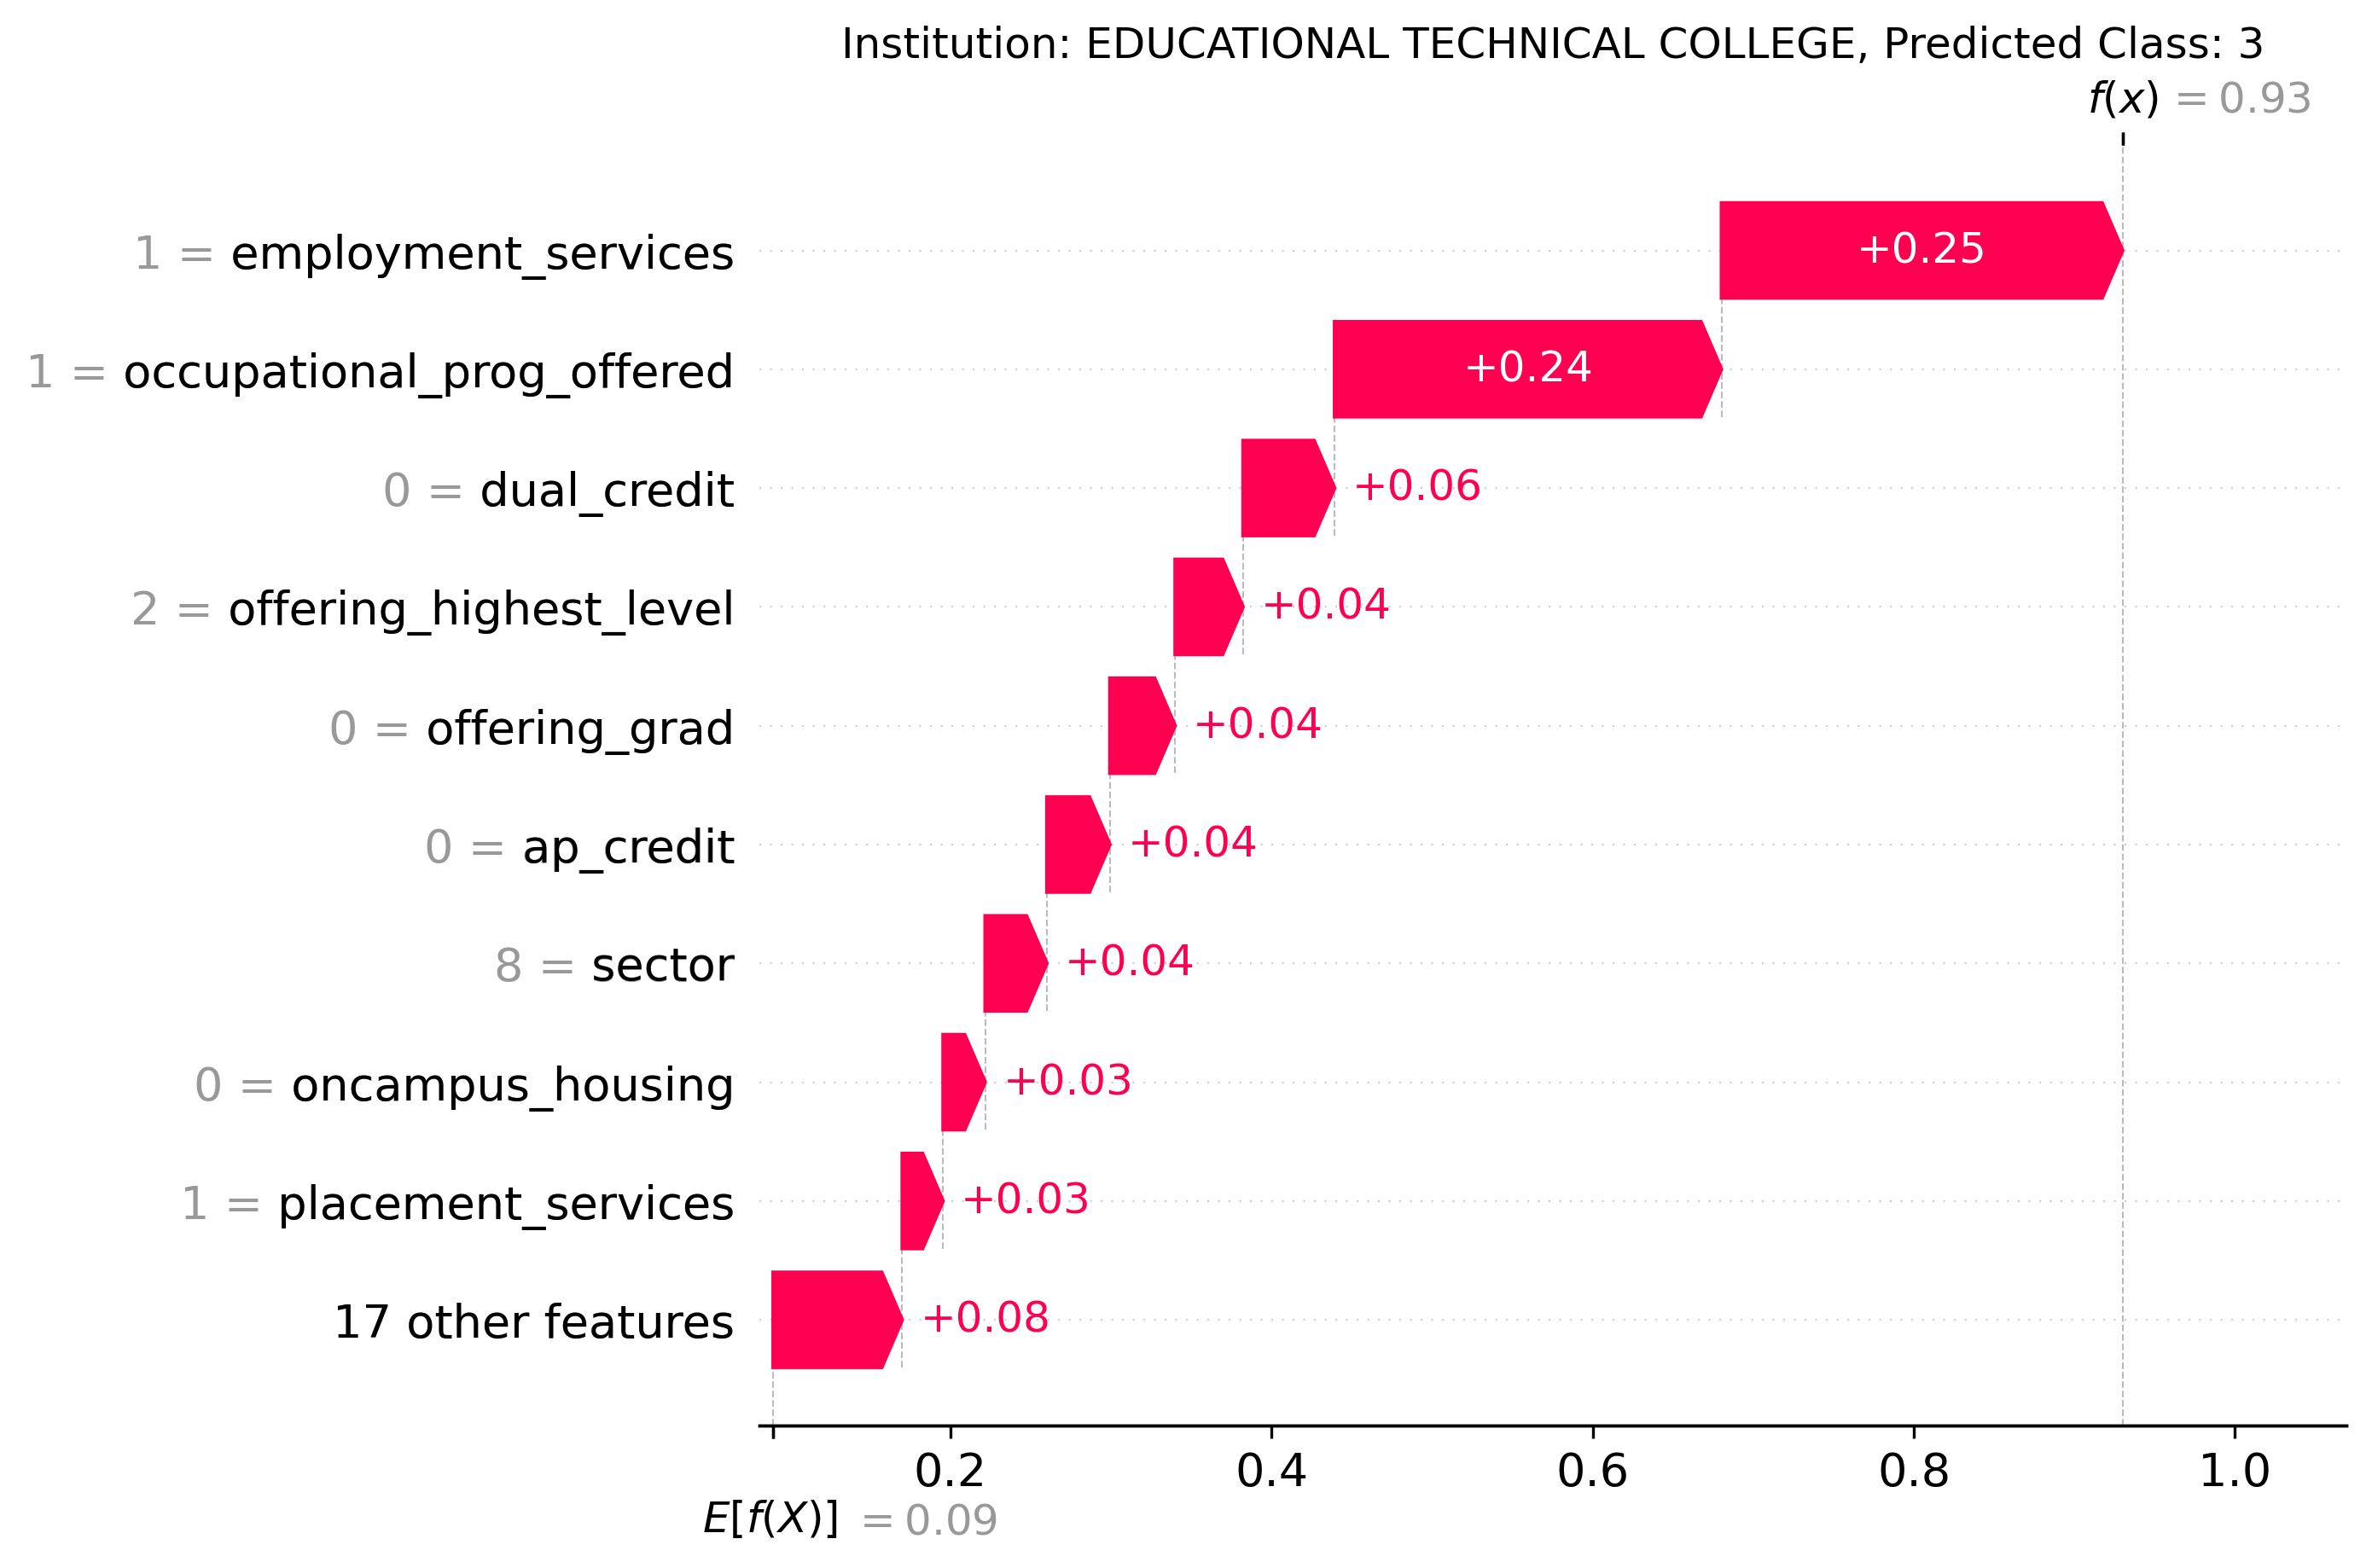 Institution: EDUCATIONAL TECHNICAL COLLEGE, Predicted Class: 3
f(x) = 0.93
1 = employment_services +0.25
1 = occupational_prog_offered +0.24
0 = dual_credit +0.06
2 = offering_highest_level +0.04
0 = offering_grad +0.04
0 = ap_credit +0.04
8 = sector +0.04
0 = oncampus_housing +0.03
1 = placement_services +0.03
17 other features +0.08
0.2 0.4 0.6 0.8 1.0
E[f(X)] = 0.09